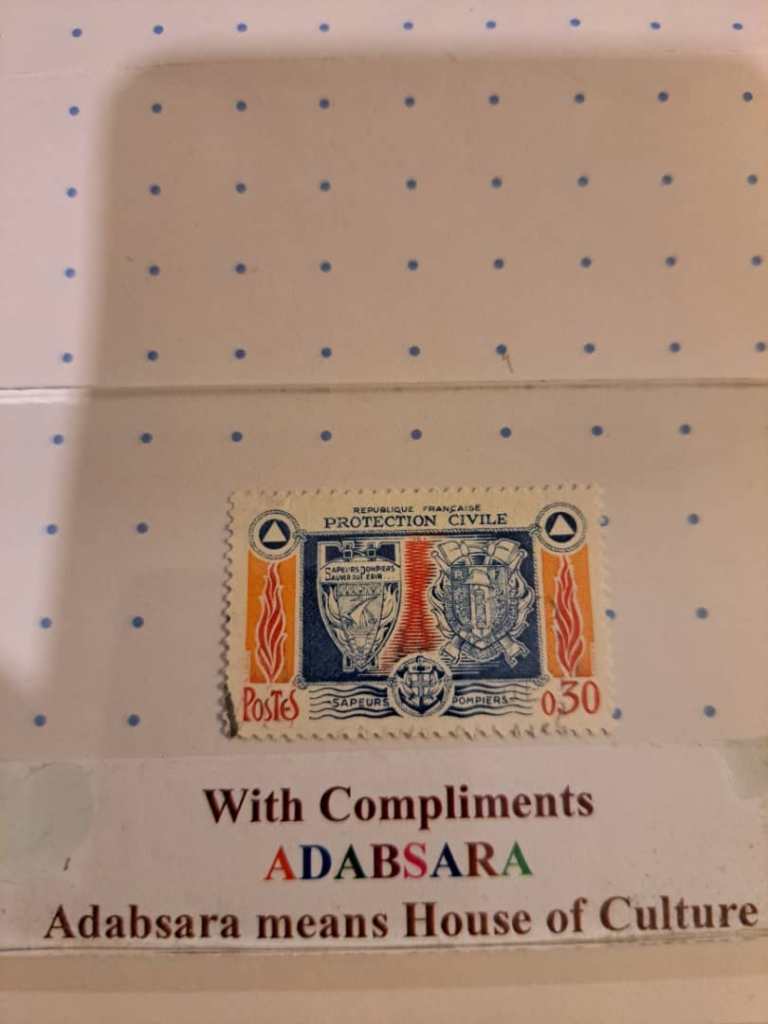 REPUBLIQUE FRANÇAISE
PROTECTION CIVILE
SAPEURS POMPIERS
R F
POSTES
SAPEURS POMPIERS
0,30
With Compliments
ADABSARA
Adabsara means House of Culture